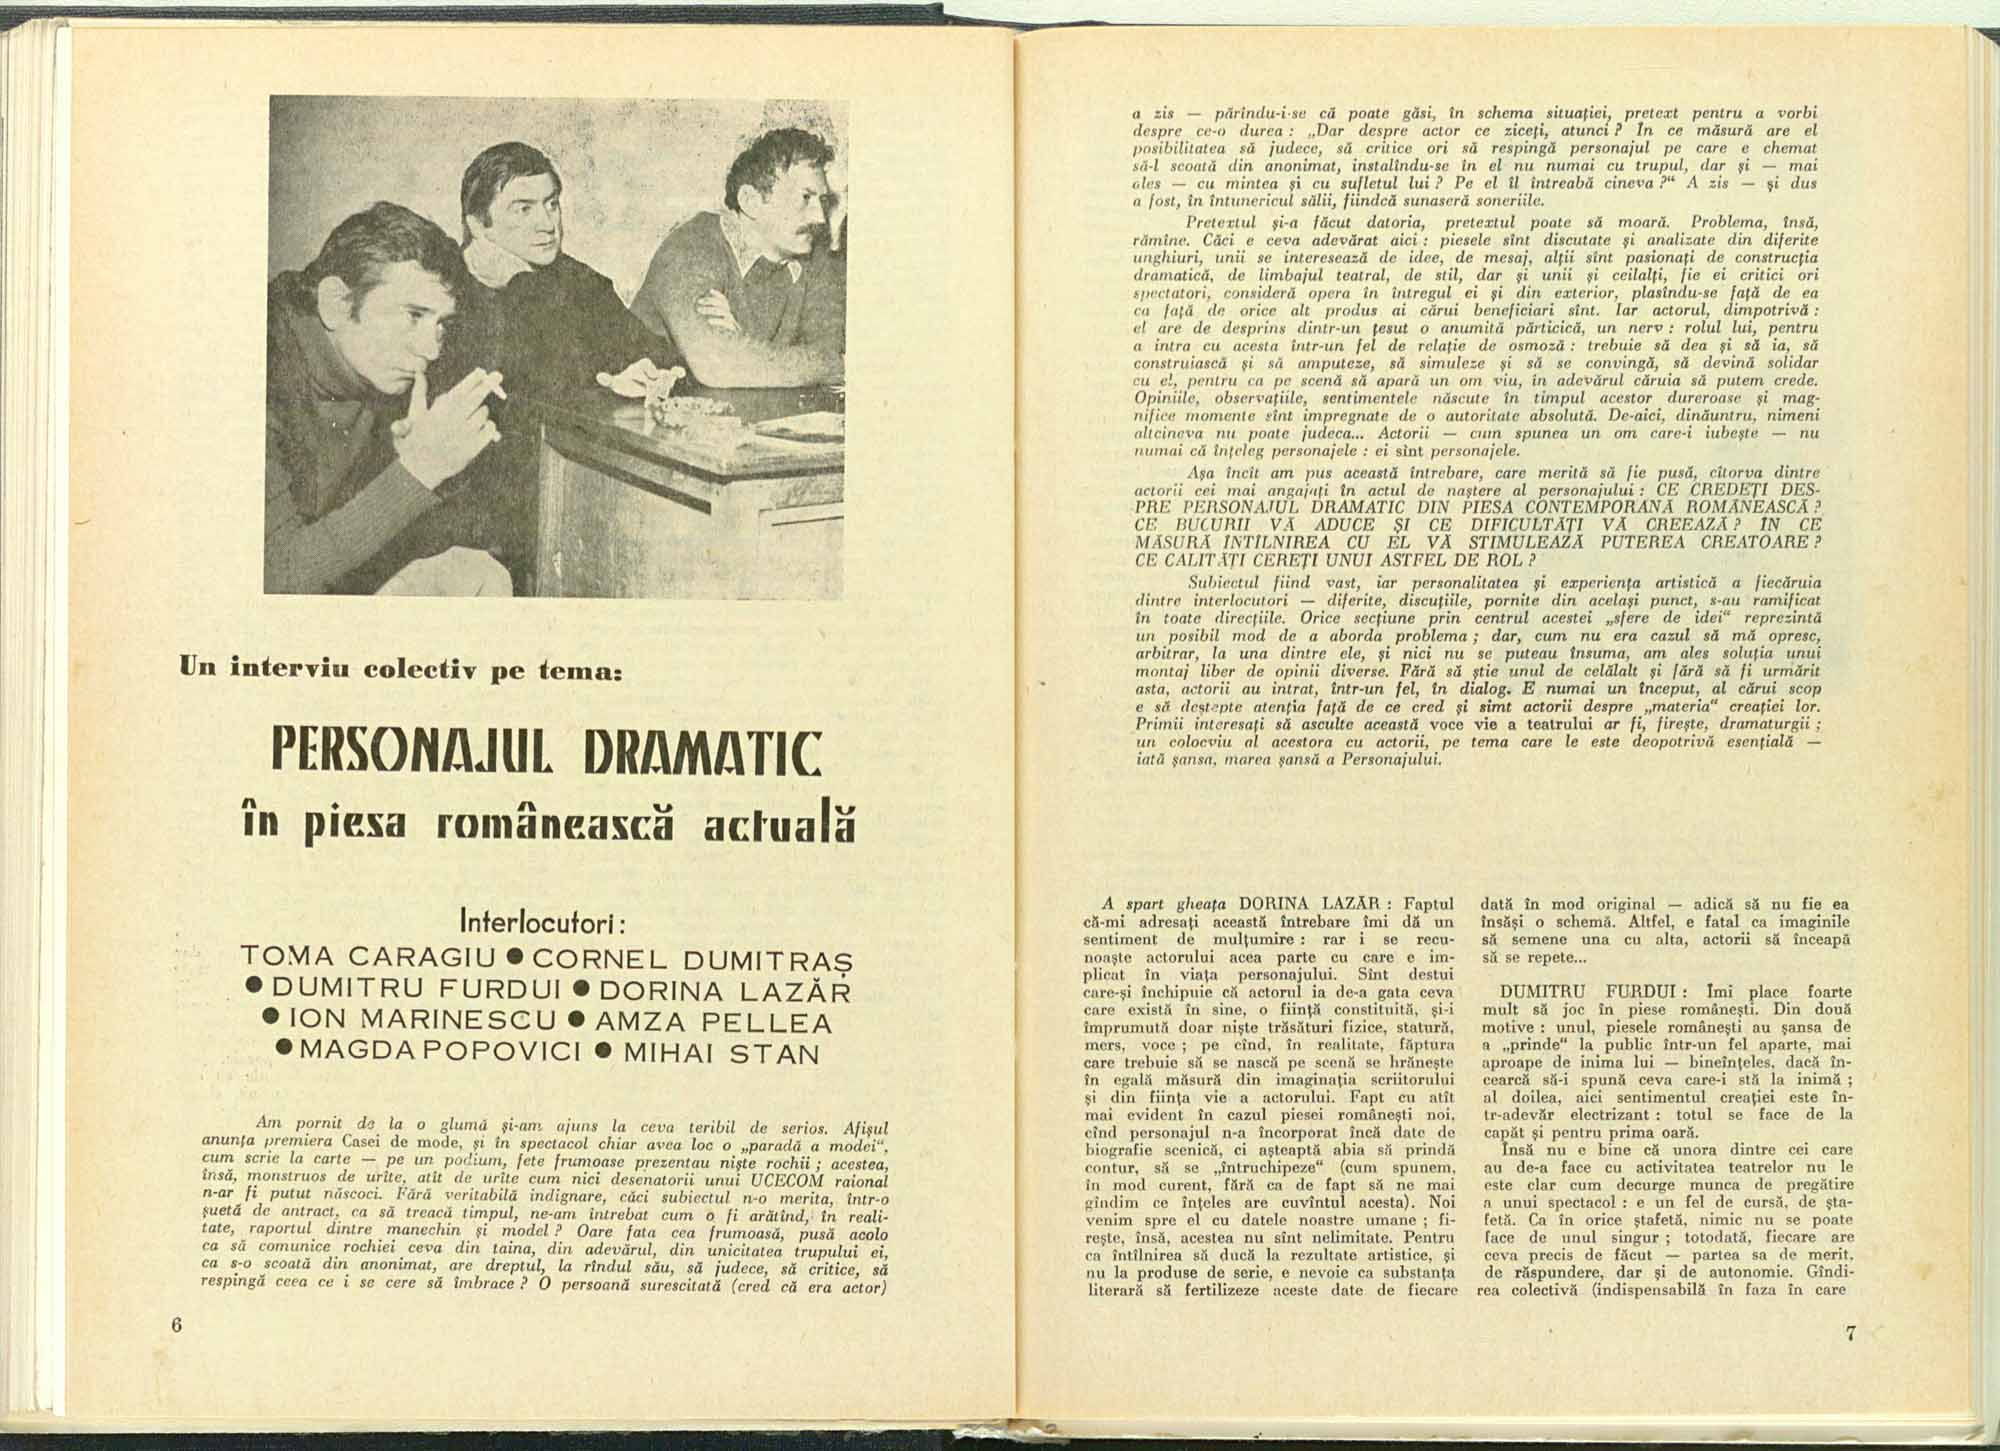 Un interviu colectiv pe tema:
PERSONAJUL DRAMATIC
în piesa românească actuală
Interlocutori:
TOMA CARAGIU ● CORNEL DUMITRAȘ
● DUMITRU FURDUI ● DORINA LAZĂR
● ION MARINESCU ● AMZA PELLEA
● MAGDA POPOVICI ● MIHAI STAN
Am pornit de la o glumă și-am ajuns la ceva teribil de serios. Afișul
anunța premiera Casei de mode, și în spectacol chiar avea loc o „paradă a modei“,
cum scrie la carte — pe un podium, fete frumoase prezentau niște rochii ; acestea,
însă, monstruos de urîte, atît de urîte cum nici desenatorii unui UCECOM raional
n-ar fi putut născoci. Fără veritabilă indignare, căci subiectul n-o merita, într-o
șuetă de antract, ca să treacă timpul, ne-am întrebat cum o fi arătînd, în reali-
tate, raportul dintre manechin și model ? Oare fata cea frumoasă, pusă acolo
ca să comunice rochiei ceva din taina, din adevărul, din unicitatea trupului ei,
ca s-o scoată din anonimat, are dreptul, la rîndul său, să judece, să critice, să
respingă ceea ce i se cere să îmbrace ? O persoană surescitată (cred că era actor)
6
a zis — părîndu-i-se că poate găsi, în schema situației, pretext pentru a vorbi
despre ce-o durea : „Dar despre actor ce ziceți, atunci ? În ce măsură are el
posibilitatea să judece, să critice ori să respingă personajul pe care e chemat
să-l scoată din anonimat, instalîndu-se în el nu numai cu trupul, dar și — mai
ales — cu mintea și cu sufletul lui ? Pe el îl întreabă cineva ?“ A zis — și dus
a fost, în întunericul sălii, fiindcă sunaseră soneriile.
Pretextul și-a făcut datoria, pretextul poate să moară. Problema, însă,
rămîne. Căci e ceva adevărat aici : piesele sînt discutate și analizate din diferite
unghiuri, unii se interesează de idee, de mesaj, alții sînt pasionați de construcția
dramatică, de limbajul teatral, de stil, dar și unii și ceilalți, fie ei critici ori
spectatori, consideră opera în întregul ei și din exterior, plasîndu-se față de ea
ca față de orice alt produs ai cărui beneficiari sînt. Iar actorul, dimpotrivă :
el are de desprins dintr-un țesut o anumită părticică, un nerv : rolul lui, pentru
a intra cu acesta într-un fel de relație de osmoză : trebuie să dea și să ia, să
construiască și să amputeze, să simuleze și să se convingă, să devină solidar
cu el, pentru ca pe scenă să apară un om viu, în adevărul căruia să putem crede.
Opiniile, observațiile, sentimentele născute în timpul acestor dureroase și mag-
nifice momente sînt impregnate de o autoritate absolută. De-aici, dinăuntru, nimeni
altcineva nu poate judeca... Actorii — cum spunea un om care-i iubește — nu
numai că înțeleg personajele : ei sînt personajele.
Așa încît am pus această întrebare, care merită să fie pusă, cîtorva dintre
actorii cei mai angajați în actul de naștere al personajului : CE CREDEȚI DES-
PRE PERSONAJUL DRAMATIC DIN PIESA CONTEMPORANĂ ROMÂNEASCĂ ?
CE BUCURII VĂ ADUCE ȘI CE DIFICULTĂȚI VĂ CREEAZĂ ? ÎN CE
MĂSURĂ ÎNTÎLNIREA CU EL VĂ STIMULEAZĂ PUTEREA CREATOARE ?
CE CALITĂȚI CEREȚI UNUI ASTFEL DE ROL ?
Subiectul fiind vast, iar personalitatea și experiența artistică a fiecăruia
dintre interlocutori — diferite, discuțiile, pornite din același punct, s-au ramificat
în toate direcțiile. Orice secțiune prin centrul acestei „sfere de idei“ reprezintă
un posibil mod de a aborda problema ; dar, cum nu era cazul să mă opresc,
arbitrar, la una dintre ele, și nici nu se puteau însuma, am ales soluția unui
montaj liber de opinii diverse. Fără să știe unul de celălalt și fără să fi urmărit
asta, actorii au intrat, într-un fel, în dialog. E numai un început, al cărui scop
e să deștepte atenția față de ce cred și simt actorii despre „materia“ creației lor.
Primii interesați să asculte această voce vie a teatrului ar fi, firește, dramaturgii ;
un colocviu al acestora cu actorii, pe tema care le este deopotrivă esențială —
iată șansa, marea șansă a Personajului.
A spart gheața DORINA LAZĂR : Faptul
că-mi adresați această întrebare îmi dă un
sentiment de mulțumire : rar i se recu-
noaște actorului acea parte cu care e im-
plicat în viața personajului. Sînt destui
care-și închipuie că actorul ia de-a gata ceva
care există în sine, o ființă constituită, și-i
împrumută doar niște trăsături fizice, statură,
mers, voce ; pe cînd, în realitate, făptura
care trebuie să se nască pe scenă se hrănește
în egală măsură din imaginația scriitorului
și din ființa vie a actorului. Fapt cu atît
mai evident în cazul piesei românești noi,
cînd personajul n-a încorporat încă date de
biografie scenică, ci așteaptă abia să prindă
contur, să se „întruchipeze“ (cum spunem,
în mod curent, fără ca de fapt să ne mai
gîndim ce înțeles are cuvîntul acesta). Noi
venim spre el cu datele noastre umane ; fi-
rește, însă, acestea nu sînt nelimitate. Pentru
ca întîlnirea să ducă la rezultate artistice, și
nu la produse de serie, e nevoie ca substanța
literară să fertilizeze aceste date de fiecare
dată în mod original — adică să nu fie ea
însăși o schemă. Altfel, e fatal ca imaginile
să semene una cu alta, actorii să înceapă
să se repete...
DUMITRU FURDUI : Îmi place foarte
mult să joc în piese românești. Din două
motive : unul, piesele românești au șansa de
a „prinde“ la public într-un fel aparte, mai
aproape de inima lui — bineînțeles, dacă în-
cearcă să-i spună ceva care-i stă la inimă ;
al doilea, aici sentimentul creației este în-
tr-adevăr electrizant : totul se face de la
capăt și pentru prima oară.
Însă nu e bine că unora dintre cei care
au de-a face cu activitatea teatrelor nu le
este clar cum decurge munca de pregătire
a unui spectacol : e un fel de cursă, de șta-
fetă. Ca în orice ștafetă, nimic nu se poate
face de unul singur ; totodată, fiecare are
ceva precis de făcut — partea sa de merit,
de răspundere, dar și de autonomie. Gîndi-
rea colectivă (indispensabilă în faza în care
7